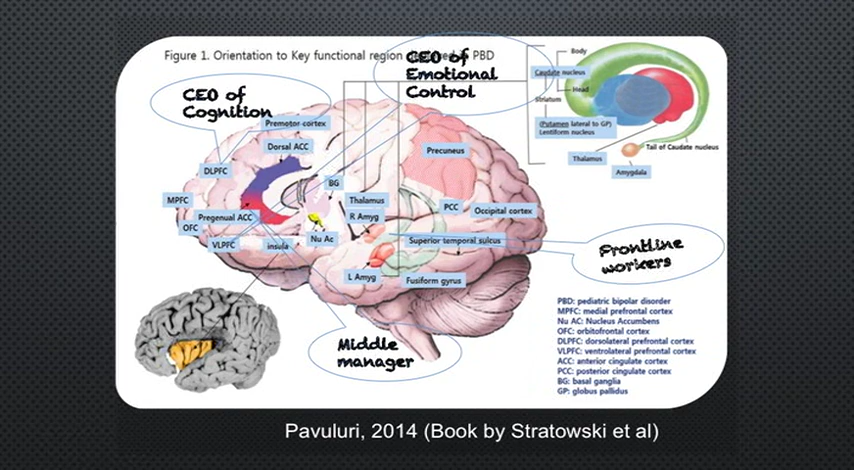 Figure 1. Orientation to Key functional region PBD
CEO of
Emotional
Control
CEO of
Cognition
Premotor cortex
Dorsal ACC
DLPFC
MPFC
Pregenual ACC
OFC
VLPFC
insula
BG
Nu Ac
Thalamus
R Amyg
L Amyg
Precuneus
PCC
Occipital cortex
Superior temporal sulcus
Fusiform gyrus
Body
Caudate nucleus
Head
Striatum
(Putamen lateral to GP)
Lentiform nucleus
Thalamus
Amygdala
Tail of Caudate nucleus
Frontline
workers
Middle
manager
PBD: pediatric bipolar disorder
MPFC: medial prefrontal cortex
Nu AC: Nucleus Accumbens
OFC: orbitofrontal cortex
DLPFC: dorsolateral prefrontal cortex
VLPFC: ventrolateral prefrontal cortex
ACC: anterior cingulate cortex
PCC: posterior cingulate cortex
BG: basal ganglia
GP: globus pallidus
Pavuluri, 2014 (Book by Stratowski et al)